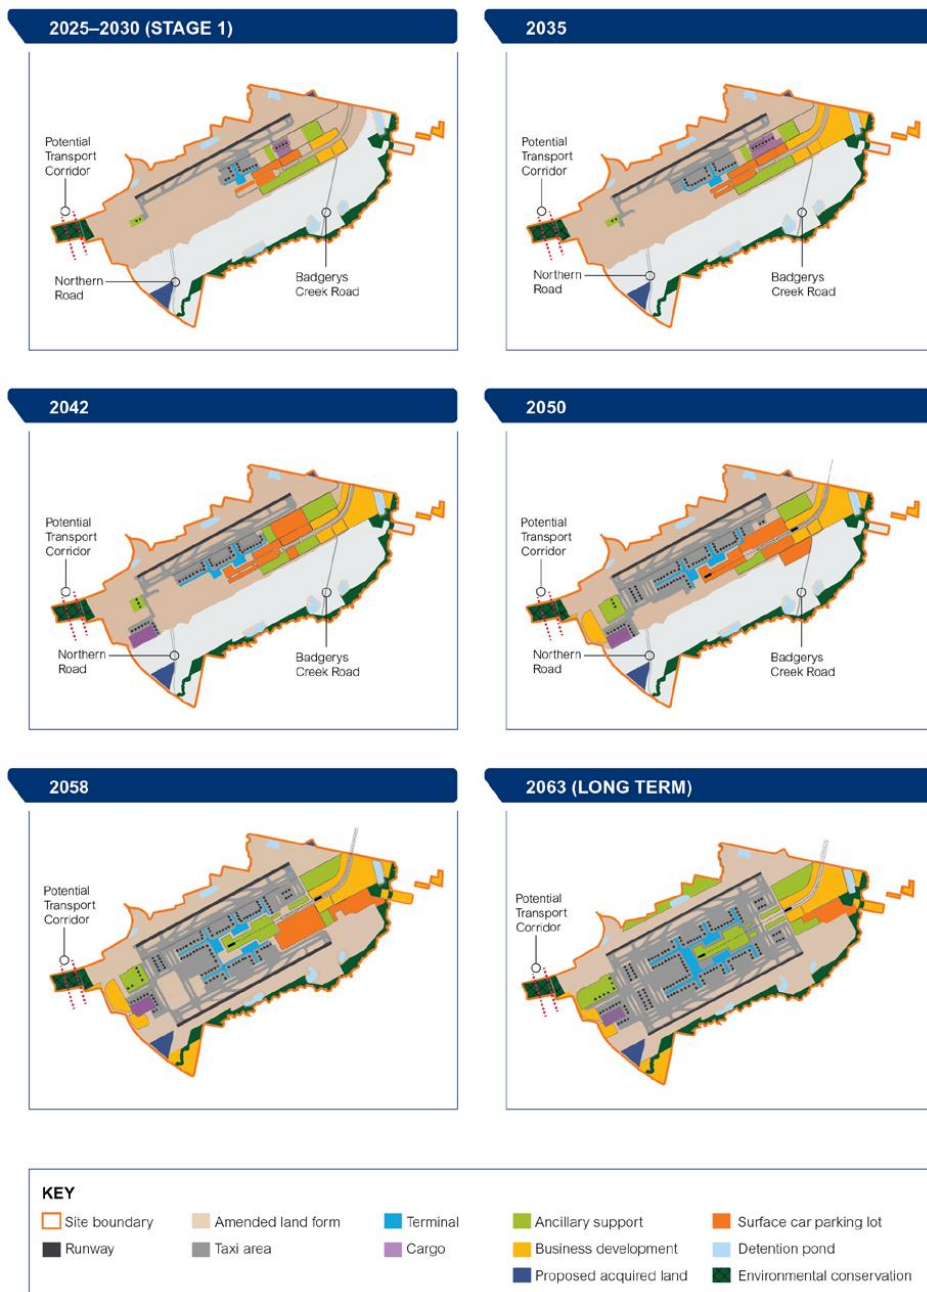 2025–2030 (STAGE 1)
Potential
Transport
Corridor
Northern
Road
Badgerys
Creek Road
2035
Potential
Transport
Corridor
Northern
Road
Badgerys
Creek Road
2042
Potential
Transport
Corridor
Northern
Road
Badgerys
Creek Road
2050
Potential
Transport
Corridor
Northern
Road
Badgerys
Creek Road
2058
Potential
Transport
Corridor
2063 (LONG TERM)
Potential
Transport
Corridor
KEY
Site boundary
Amended land form
Terminal
Ancillary support
Surface car parking lot
Runway
Taxi area
Cargo
Business development
Detention pond
Proposed acquired land
Environmental conservation